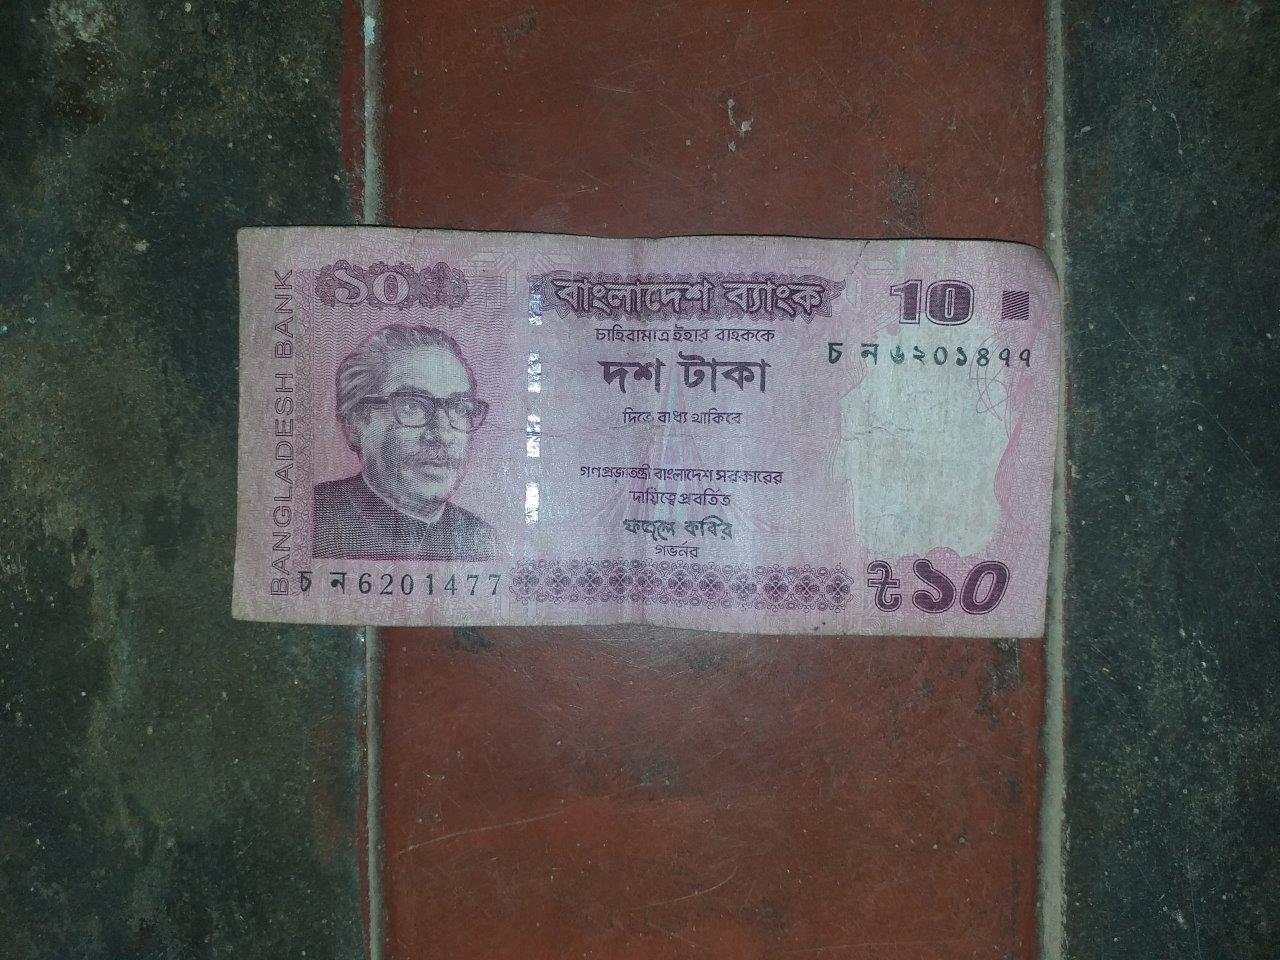 ১০
বাংলাদেশ ব্যাংক
10
চাহিবামাত্র ইহার বাহককে
চ ন ৬২০১৪৭৭
দশ টাকা
দিতে বাধ্য থাকিবে
গণপ্রজাতন্ত্রী বাংলাদেশ সরকারের
দায়িত্বে প্রবর্তিত
ফজলে কবির
গভর্নর
BANGLADESH BANK
চ ন 6201477
৳১০